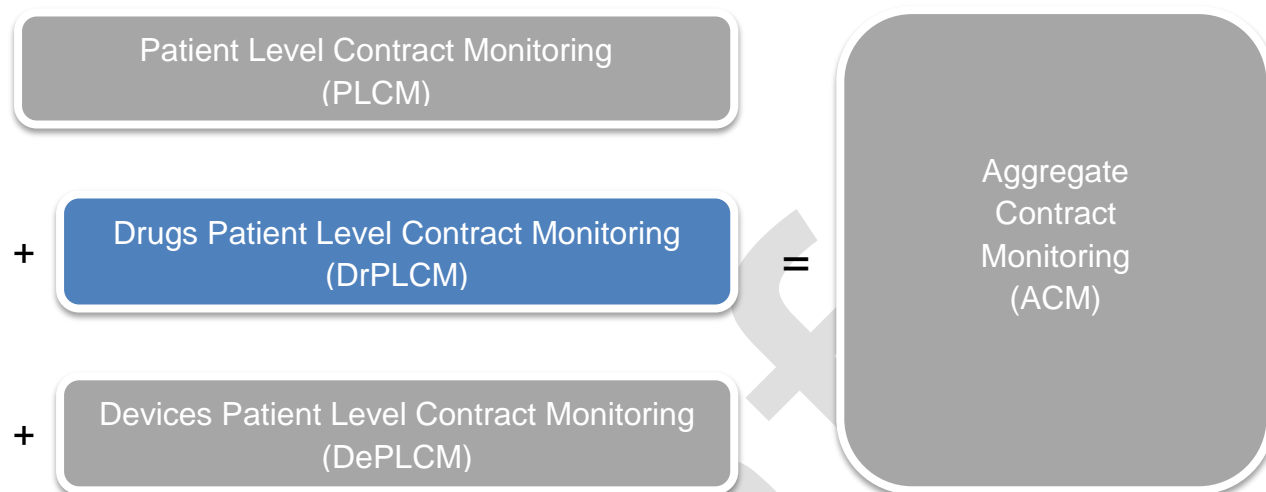 Patient Level Contract Monitoring
(PLCM)
+
Drugs Patient Level Contract Monitoring
(DrPLCM)
+
Devices Patient Level Contract Monitoring
(DePLCM)
=
Aggregate
Contract
Monitoring
(ACM)